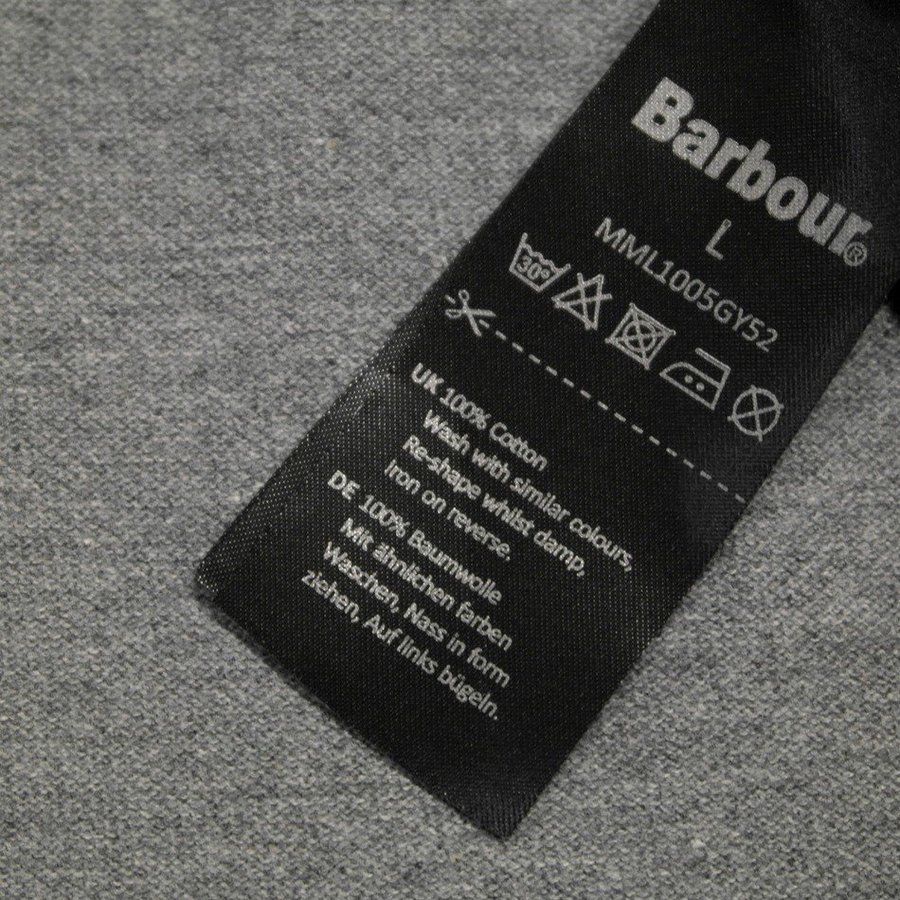 Barbour®
L
MML1005GY52
30°
UK 100% Cotton
Wash with similar colours,
Re-shape whilst damp,
Iron on reverse.
DE 100% Baumwolle
Mit ähnlichen farben
Waschen, Nass in form
ziehen, Auf links bügeln.